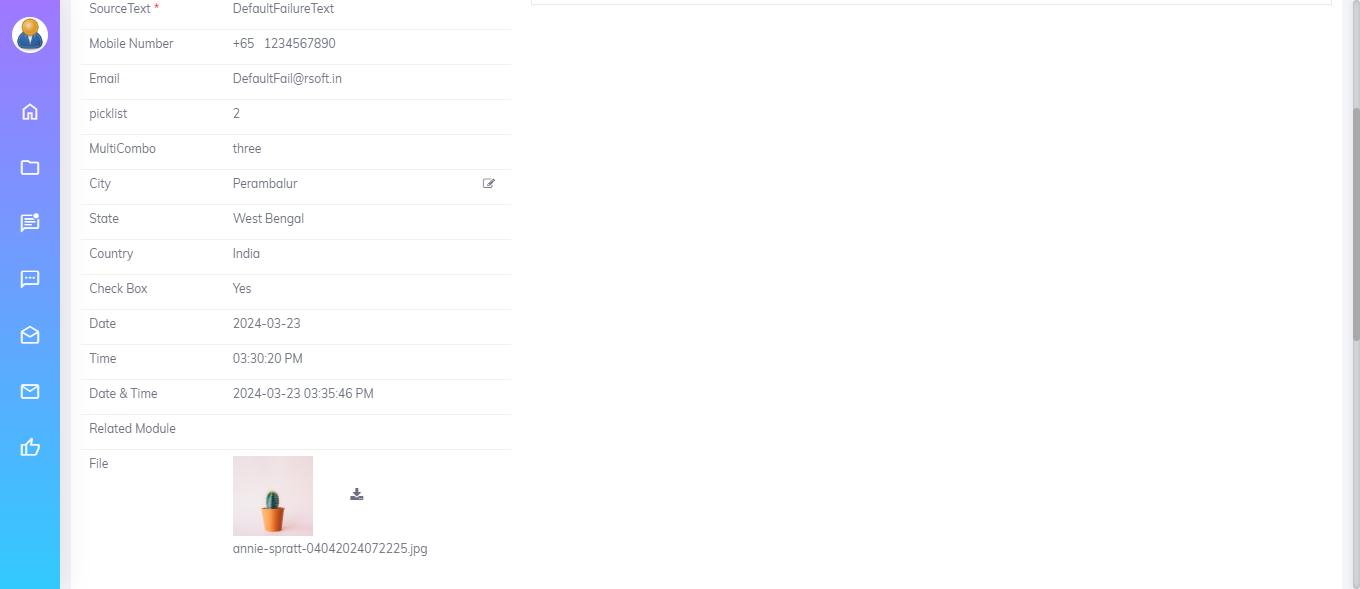 SourceText * DefaultFailureText
Mobile Number +65 1234567890
Email DefaultFail@rsoft.in
picklist 2
MultiCombo three
City Perambalur
State West Bengal
Country India
Check Box Yes
Date 2024-03-23
Time 03:30:20 PM
Date & Time 2024-03-23 03:35:46 PM
Related Module
File
annie-spratt-04042024072225.jpg